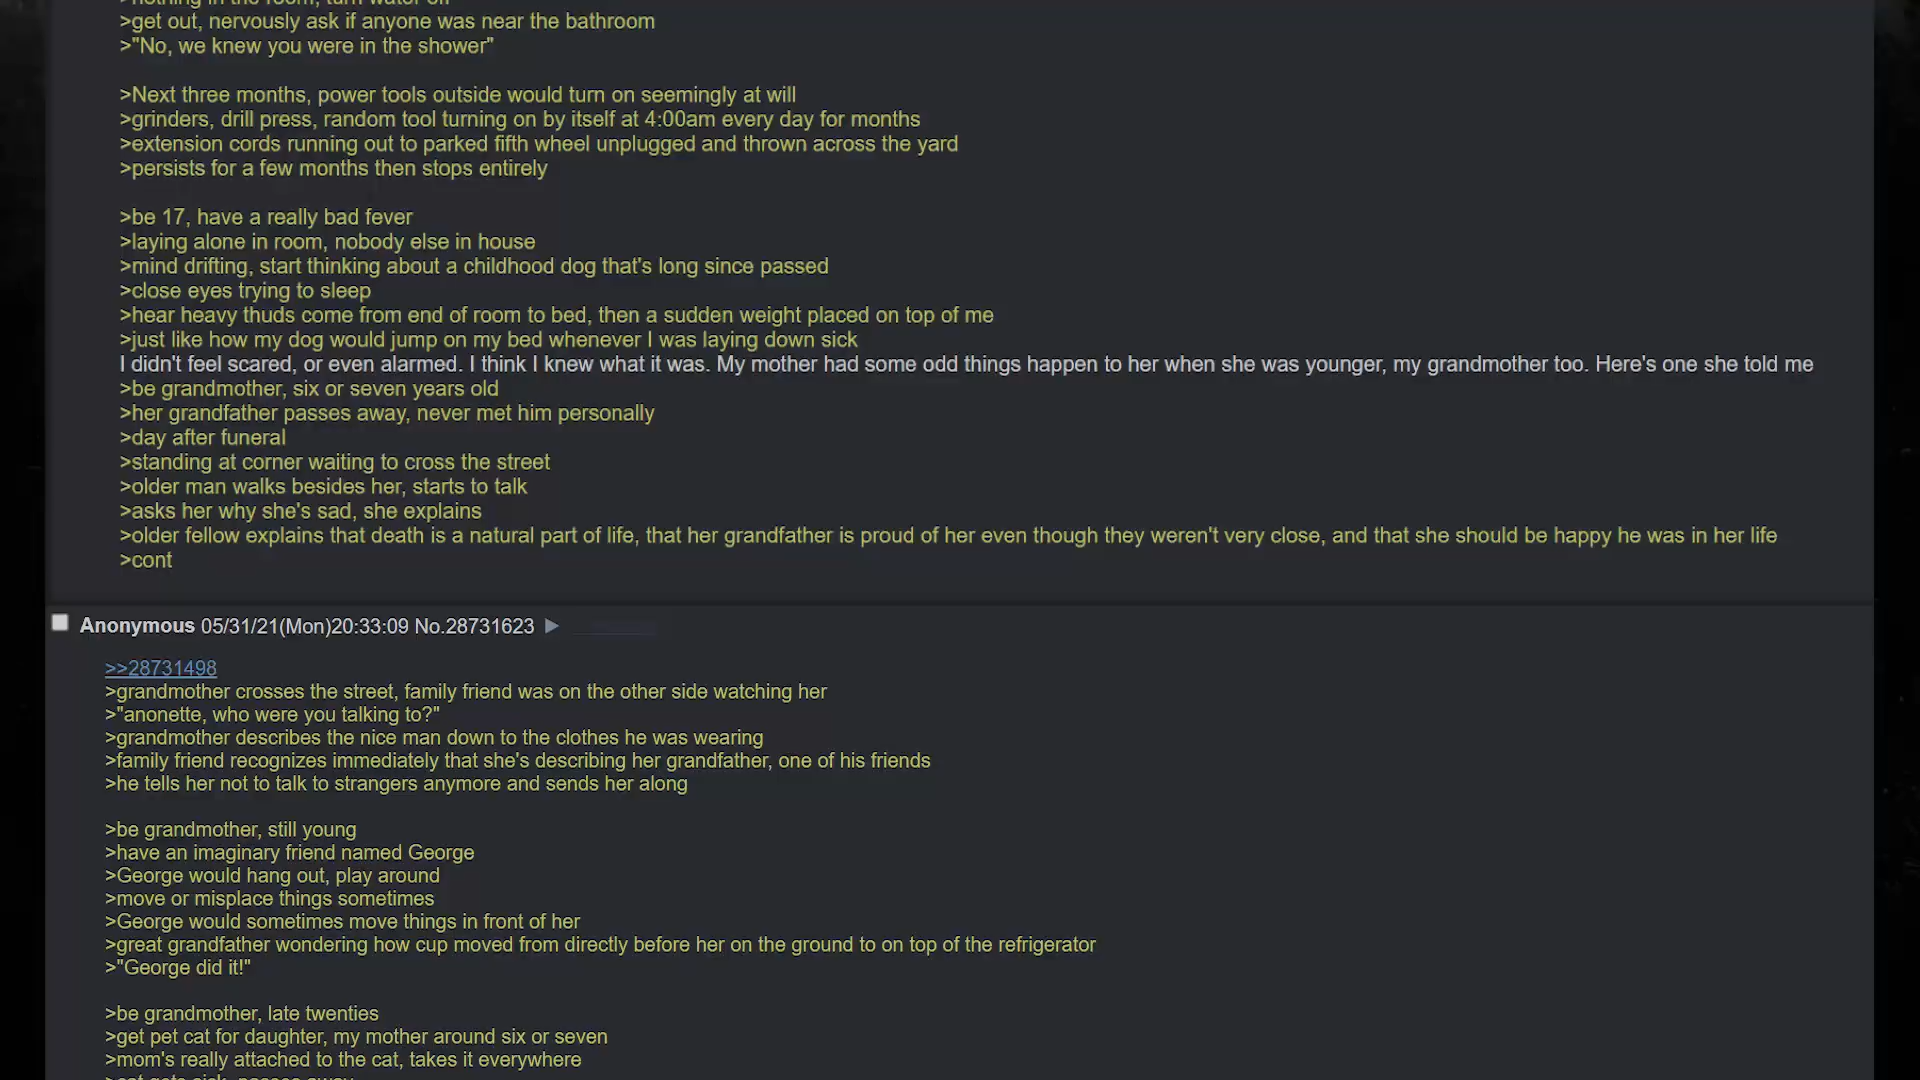 >nothing in the room, turn water off
>get out, nervously ask if anyone was near the bathroom
>"No, we knew you were in the shower"
>Next three months, power tools outside would turn on seemingly at will
>grinders, drill press, random tool turning on by itself at 4:00am every day for months
>extension cords running out to parked fifth wheel unplugged and thrown across the yard
>persists for a few months then stops entirely
>be 17, have a really bad fever
>laying alone in room, nobody else in house
>mind drifting, start thinking about a childhood dog that's long since passed
>close eyes trying to sleep
>hear heavy thuds come from end of room to bed, then a sudden weight placed on top of me
>just like how my dog would jump on my bed whenever I was laying down sick
I didn't feel scared, or even alarmed. I think I knew what it was. My mother had some odd things happen to her when she was younger, my grandmother too. Here's one she told me
>be grandmother, six or seven years old
>her grandfather passes away, never met him personally
>day after funeral
>standing at corner waiting to cross the street
>older man walks besides her, starts to talk
>asks her why she's sad, she explains
>older fellow explains that death is a natural part of life, that her grandfather is proud of her even though they weren't very close, and that she should be happy he was in her life
>cont
Anonymous 05/31/21(Mon)20:33:09 No.28731623 ▶
>>28731498
>grandmother crosses the street, family friend was on the other side watching her
>"anonette, who were you talking to?"
>grandmother describes the nice man down to the clothes he was wearing
>family friend recognizes immediately that she's describing her grandfather, one of his friends
>he tells her not to talk to strangers anymore and sends her along
>be grandmother, still young
>have an imaginary friend named George
>George would hang out, play around
>move or misplace things sometimes
>George would sometimes move things in front of her
>great grandfather wondering how cup moved from directly before her on the ground to on top of the refrigerator
>"George did it!"
>be grandmother, late twenties
>get pet cat for daughter, my mother around six or seven
>mom's really attached to the cat, takes it everywhere
>cat gets sick, passes away